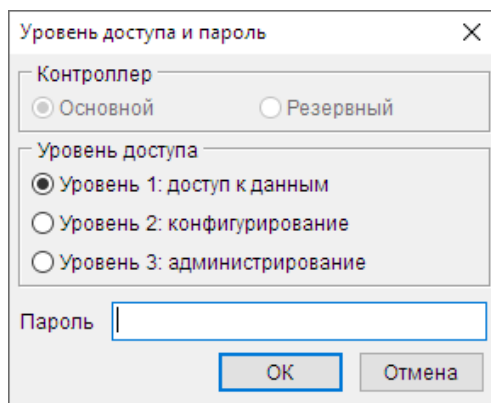 Уровень доступа и пароль
Контроллер
Основной Резервный
Уровень доступа
Уровень 1: доступ к данным
Уровень 2: конфигурирование
Уровень 3: администрирование
Пароль
ОК Отмена